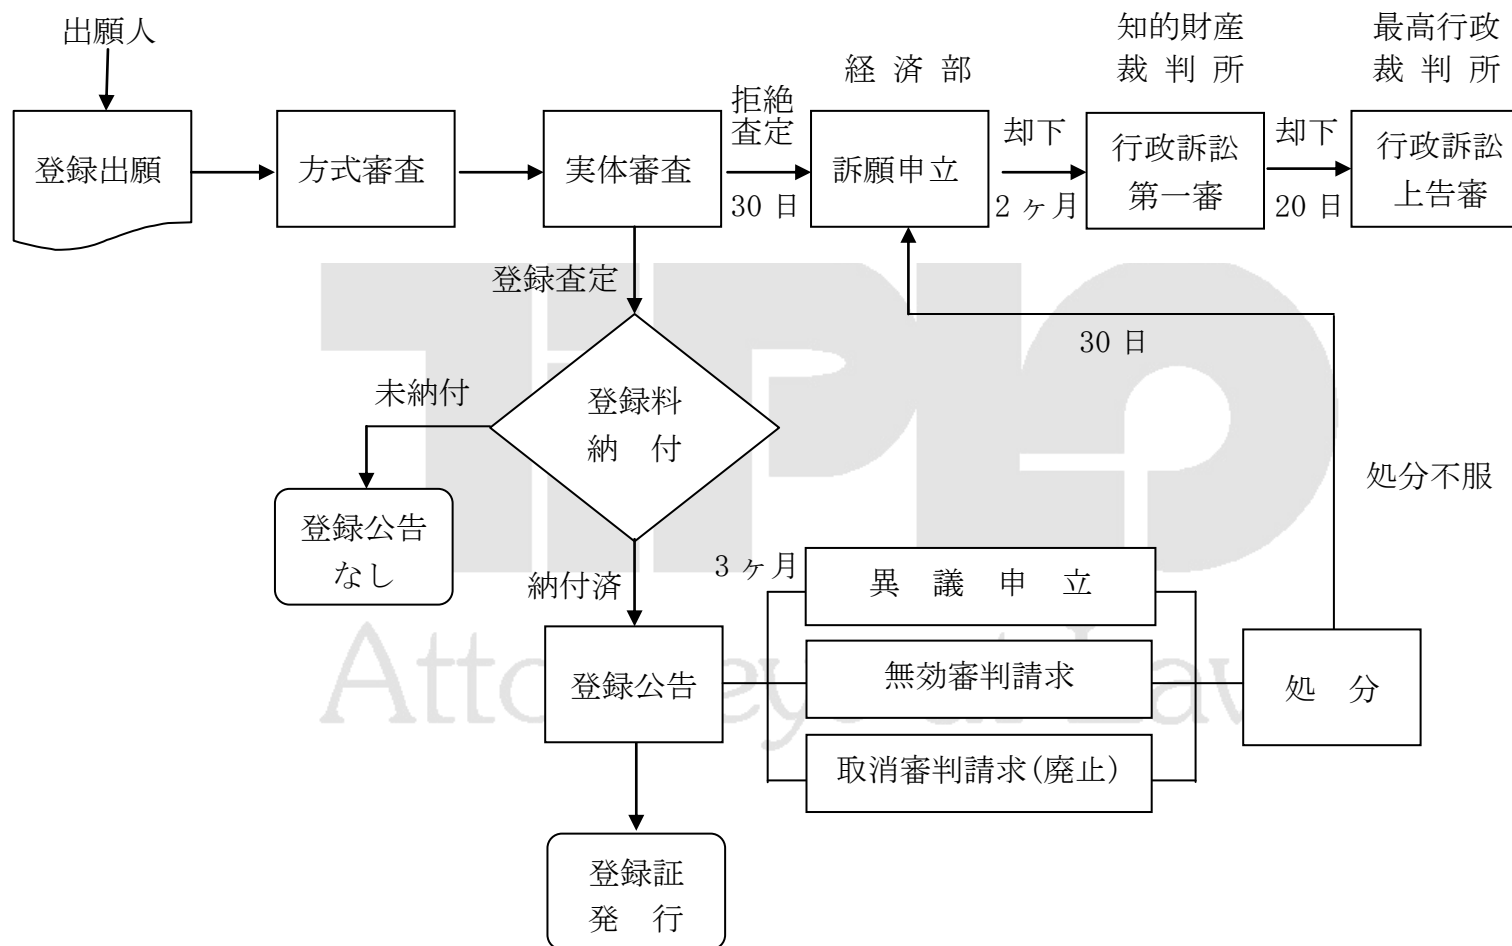 出願人
知的財産
裁 判 所
最高行政
裁 判 所
経 済 部
拒絶
査定
却下
却下
登録出願
方式審査
実体審査
訴願申立
行政訴訟
第一審
行政訴訟
上告審
30 日
2 ヶ月
20 日
登録査定
30 日
未納付
登録料
納 付
処分不服
登録公告
なし
納付済
3 ヶ月
異 議 申 立
登録公告
無効審判請求
処 分
取消審判請求(廃止)
登録証
発 行
TIPLO
Attorneys at Law